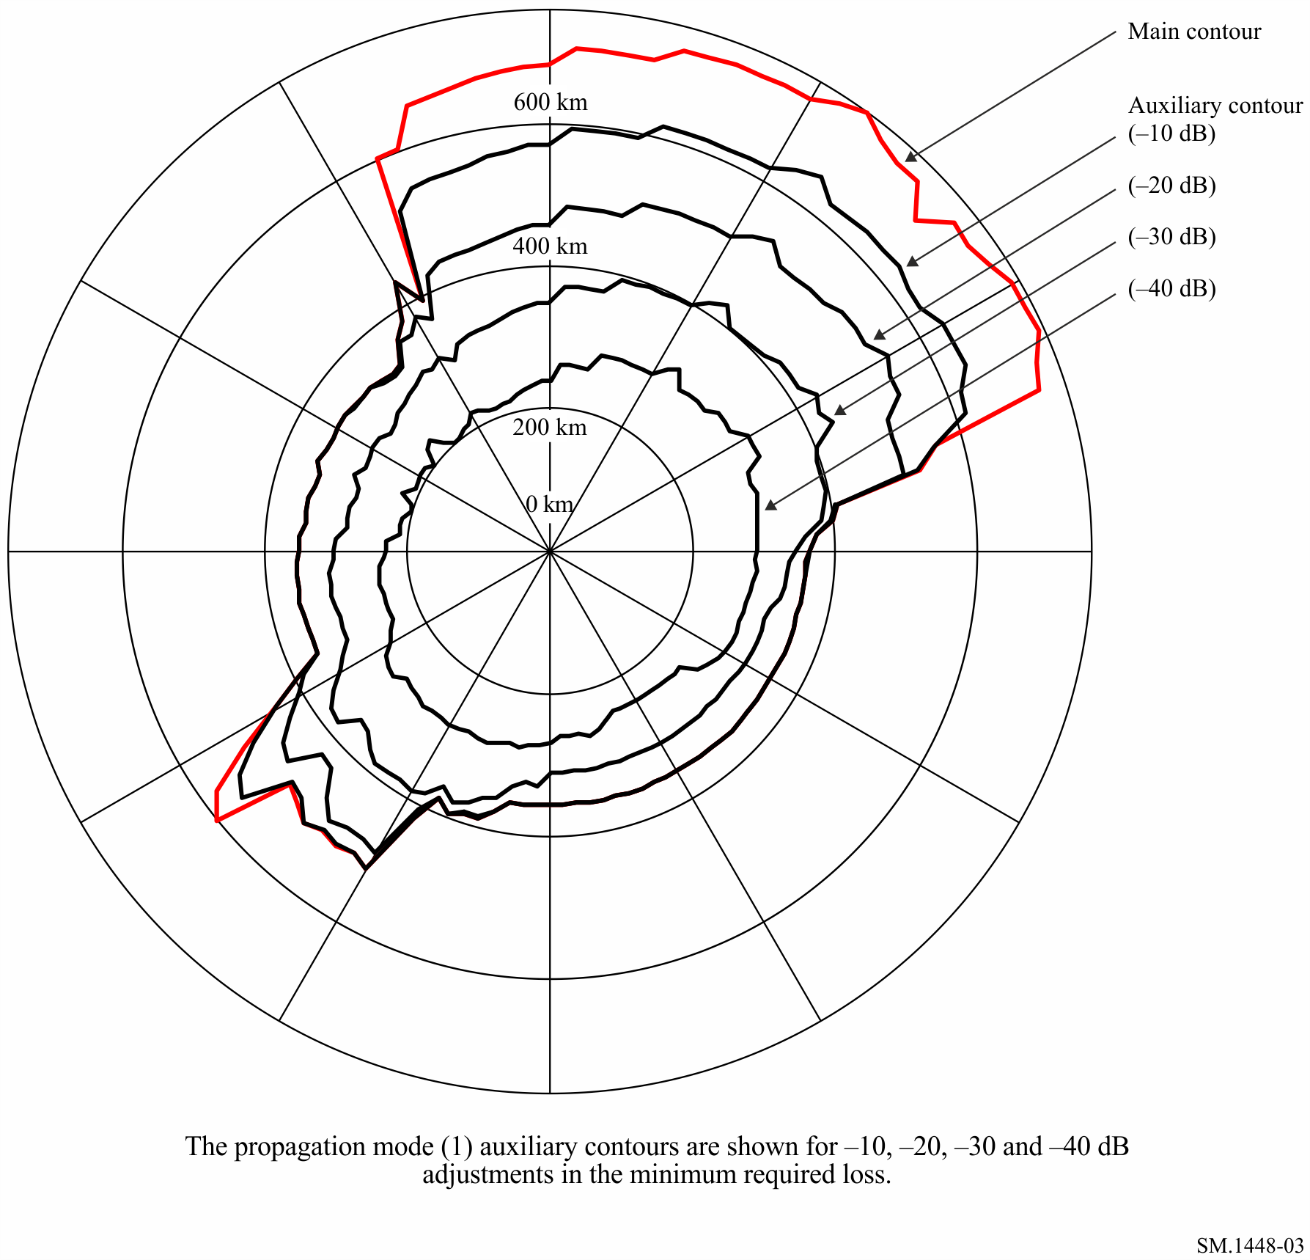 Main contour
Auxiliary contour
(–10 dB)
(–20 dB)
(–30 dB)
(–40 dB)
600 km
400 km
200 km
0 km
The propagation mode (1) auxiliary contours are shown for –10, –20, –30 and –40 dB
adjustments in the minimum required loss.
SM.1448-03